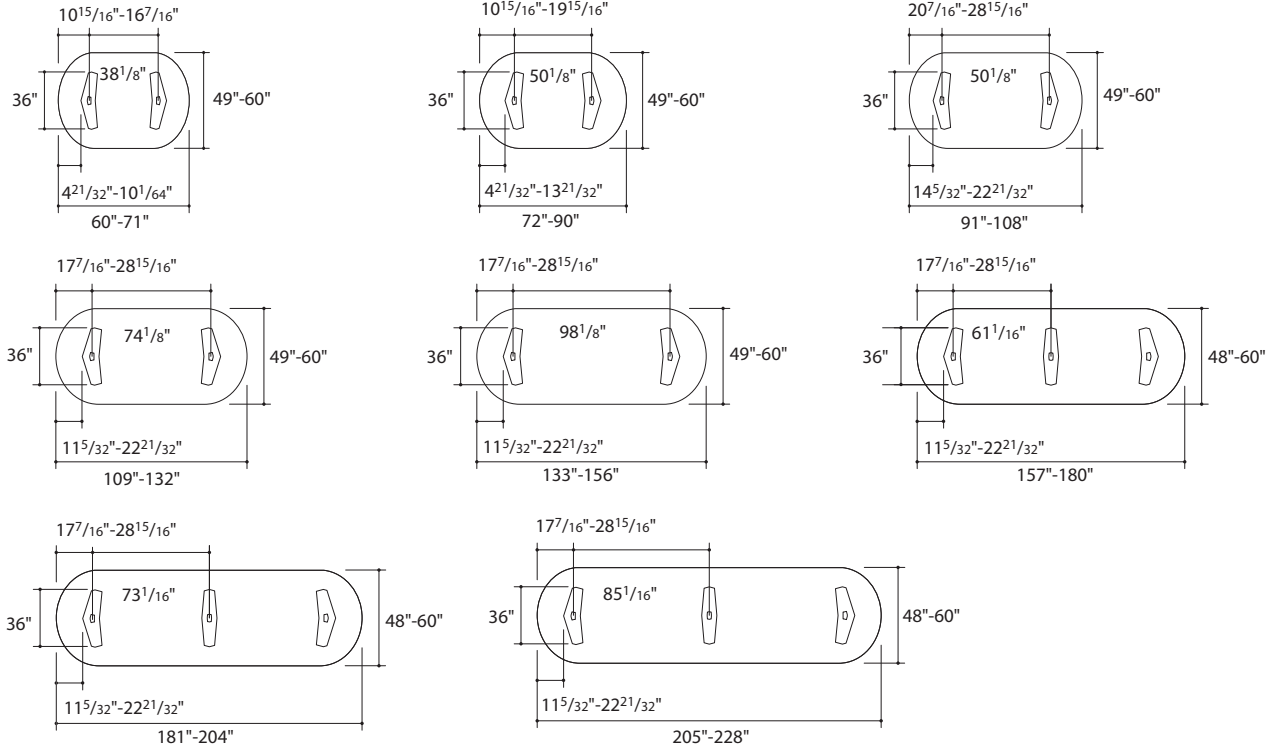 10 15/16"-16 7/16"
38 1/8"
36"
49"-60"
4 21/32"-10 1/64"
60"-71"
10 15/16"-19 15/16"
50 1/8"
36"
49"-60"
4 21/32"-13 21/32"
72"-90"
20 7/16"-28 15/16"
50 1/8"
36"
49"-60"
14 5/32"-22 21/32"
91"-108"
17 7/16"-28 15/16"
74 1/8"
36"
49"-60"
11 5/32"-22 21/32"
109"-132"
17 7/16"-28 15/16"
98 1/8"
36"
49"-60"
11 5/32"-22 21/32"
133"-156"
17 7/16"-28 15/16"
61 1/16"
36"
48"-60"
11 5/32"-22 21/32"
157"-180"
17 7/16"-28 15/16"
73 1/16"
36"
48"-60"
11 5/32"-22 21/32"
181"-204"
17 7/16"-28 15/16"
85 1/16"
36"
48"-60"
11 5/32"-22 21/32"
205"-228"